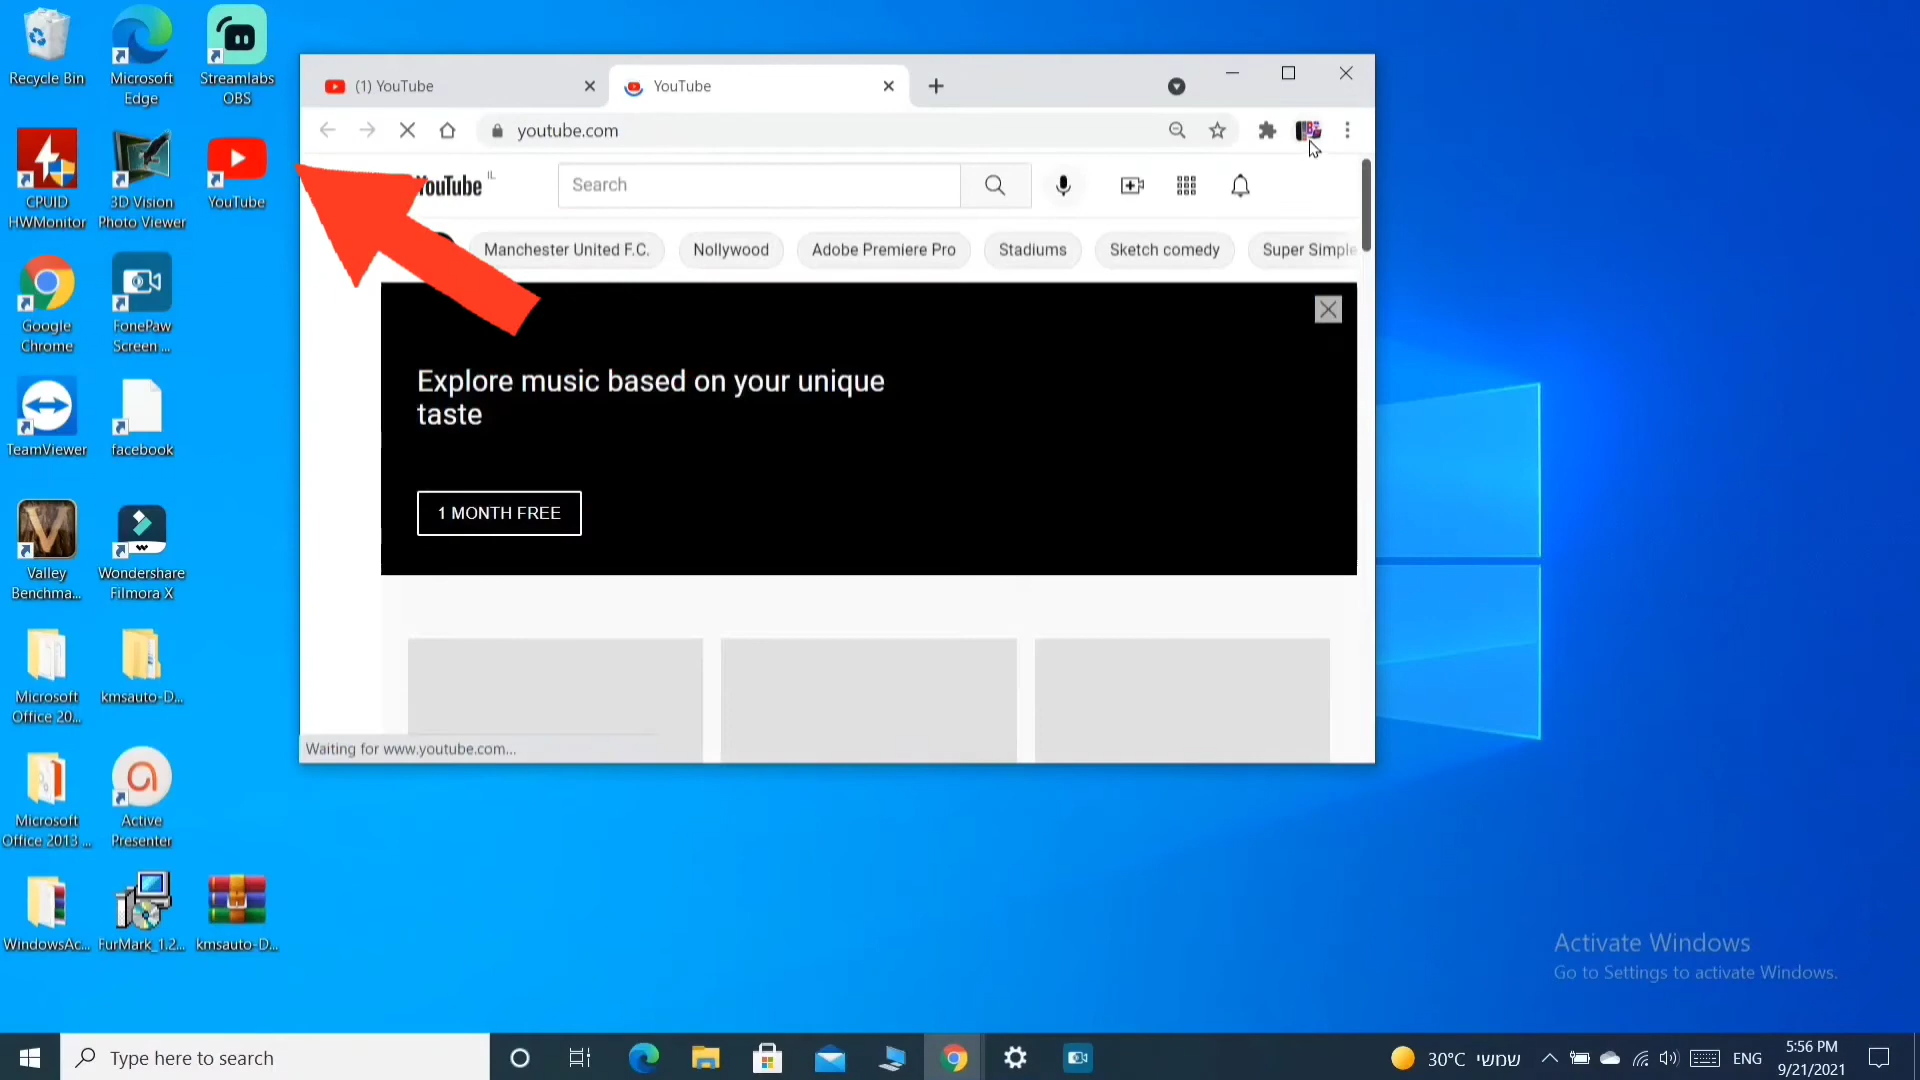 Recycle Bin
Microsoft
Edge
Streamlabs
OBS
CPUID
HWMonitor
3D Vision
Photo Viewer
YouTube
Google
Chrome
FonePaw
Screen ...
TeamViewer
facebook
Valley
Benchma...
Wondershare
Filmora X
Microsoft
Office 20...
kmsauto-D...
Microsoft
Office 2013 ...
Active
Presenter
WindowsAc...
FurMark_1.2...
kmsauto-D...
(1) YouTube
YouTube
youtube.com
YouTube IL
Search
Manchester United F.C.
Nollywood
Adobe Premiere Pro
Stadiums
Sketch comedy
Super Simple
Explore music based on your unique
taste
1 MONTH FREE
Waiting for www.youtube.com...
Activate Windows
Go to Settings to activate Windows.
Type here to search
30°C שמשי
ENG
5:56 PM
9/21/2021